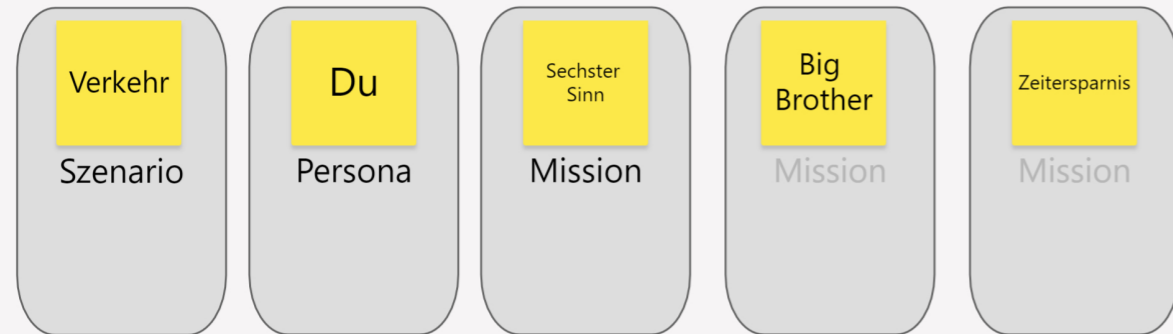 Verkehr
Szenario
Du
Persona
Sechster
Sinn
Mission
Big
Brother
Mission
Zeitersparnis
Mission